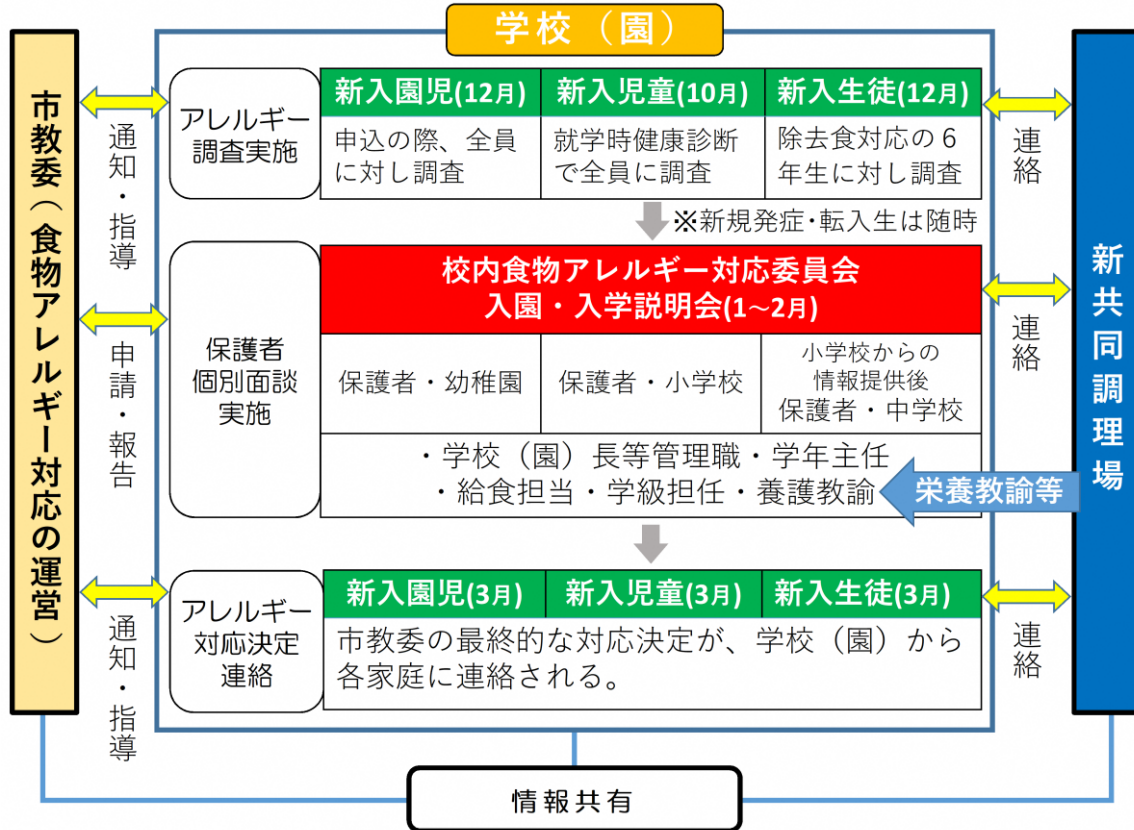 学校（園）
市教委（食物アレルギー対応の運営）
通知・指導
申請・報告
通知・指導
アレルギー
調査実施
新入園児(12月)
申込の際、全員
に対し調査
新入児童(10月)
就学時健康診断
で全員に調査
新入生徒(12月)
除去食対応の６
年生に対し調査
※新規発症・転入生は随時
保護者
個別面談
実施
校内食物アレルギー対応委員会
入園・入学説明会(1～2月)
保護者・幼稚園
保護者・小学校
小学校からの
情報提供後
保護者・中学校
・学校（園）長等管理職・学年主任
・給食担当・学級担任・養護教諭
栄養教諭等
アレルギー
対応決定
連絡
新入園児(3月)
新入児童(3月)
新入生徒(3月)
市教委の最終的な対応決定が、学校（園）から
各家庭に連絡される。
連絡
連絡
連絡
新共同調理場
情報共有